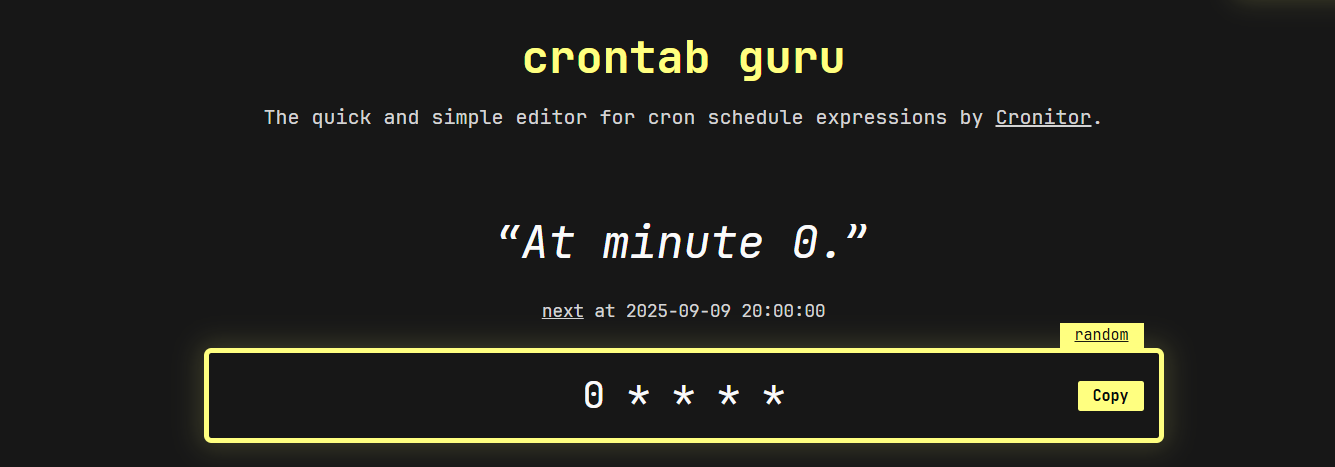 crontab guru
The quick and simple editor for cron schedule expressions by Cronitor.
“At minute 0.”
next at 2025-09-09 20:00:00
random
0 * * * *
Copy